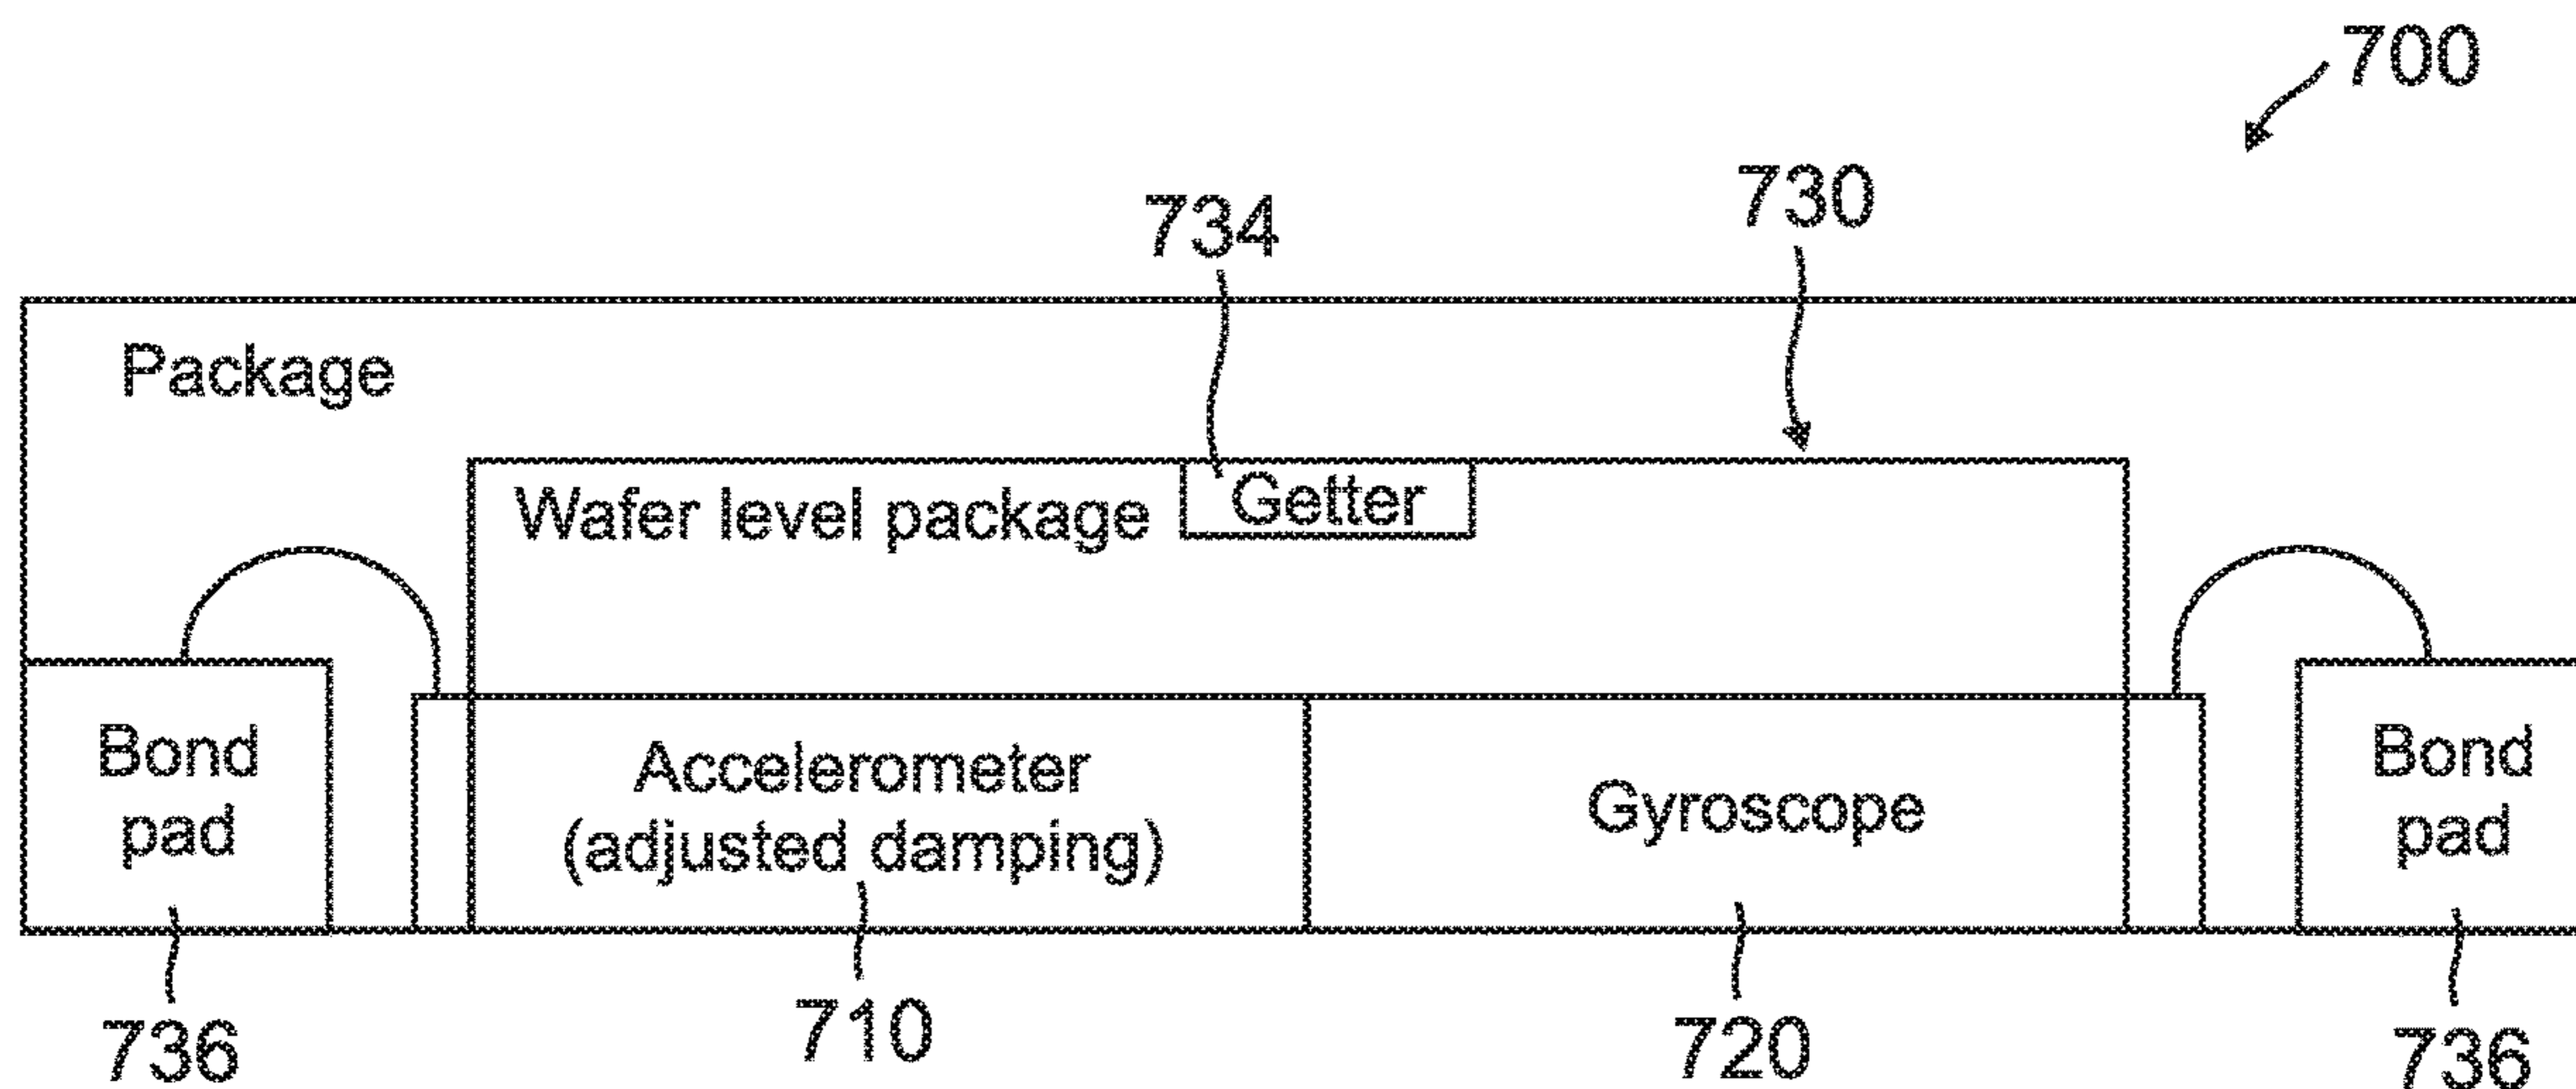 700
730
734
Package
Wafer level package
Getter
Bond
pad
Accelerometer
(adjusted damping)
Gyroscope
Bond
pad
736
710
720
736